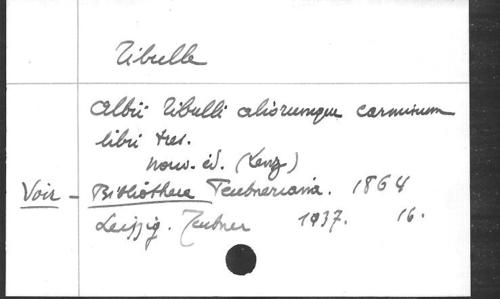 Tibulle
Albii Tibulli aliorumque carminum
libri tres.
nouv. éd. (Lenz)
Voir - Bibliotheca Teubneriana. 1864
Leipzig. Teubner 1937. 16.